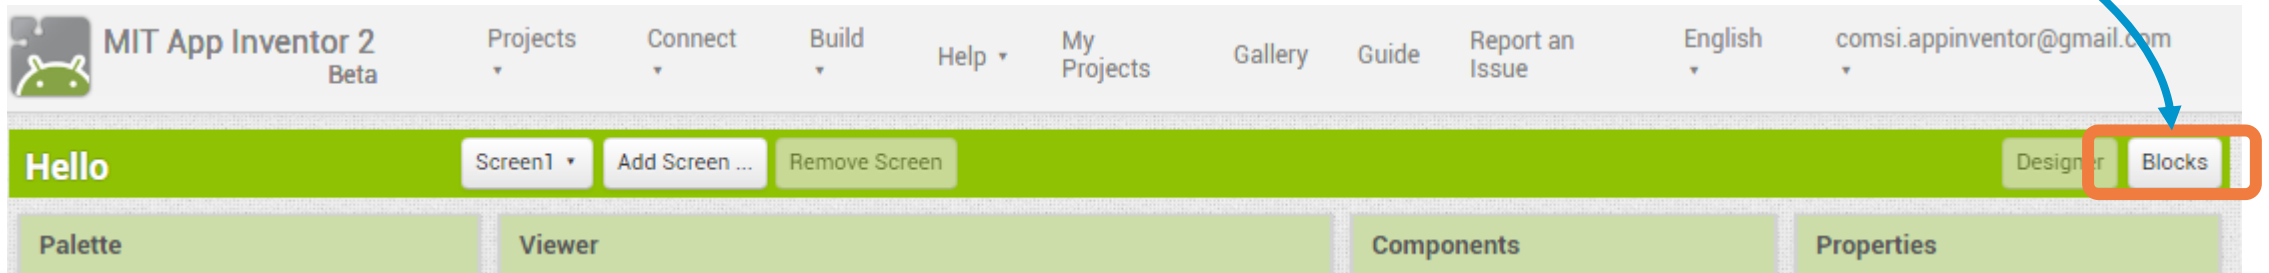 MIT App Inventor 2
Beta
Projects
Connect
Build
Help
My
Projects
Gallery
Guide
Report an
Issue
English
comsi.appinventor@gmail.com
Hello
Screen1
Add Screen ...
Remove Screen
Designer
Blocks
Palette
Viewer
Components
Properties